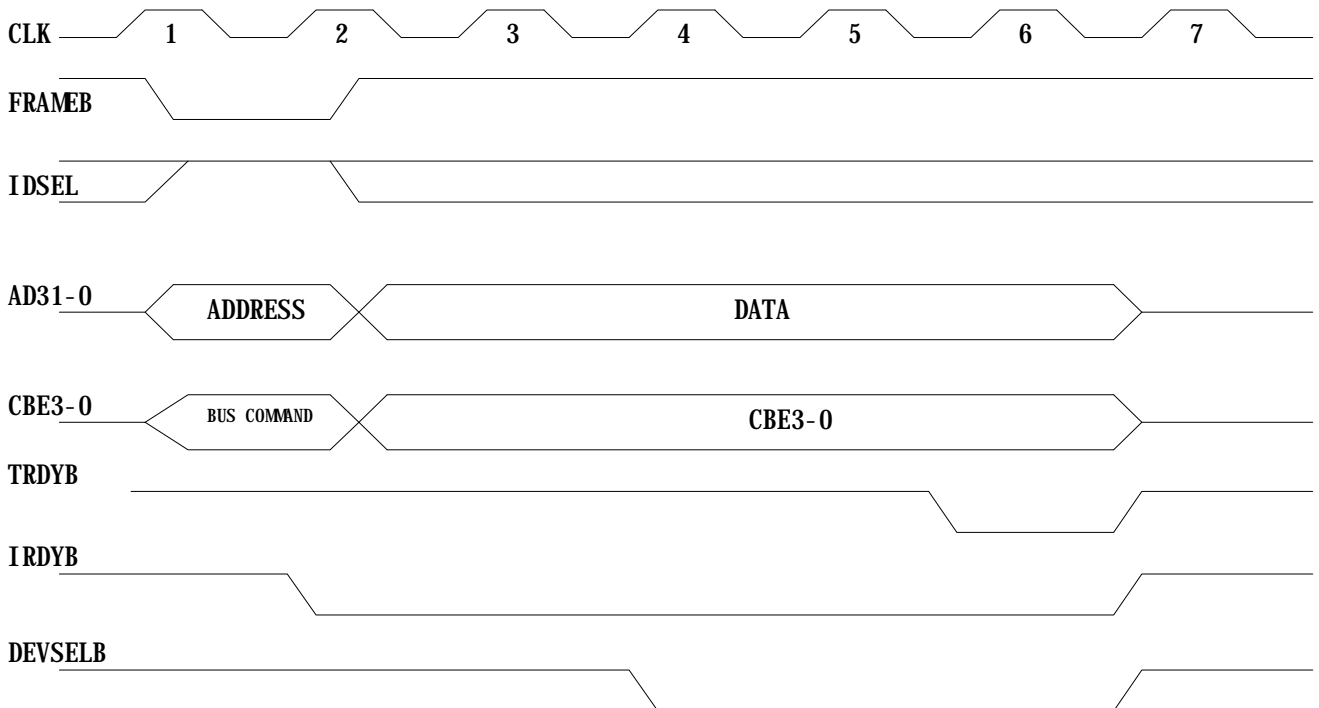 CLK 1 2 3 4 5 6 7
FRAMEB
IDSEL
AD31-0 ADDRESS DATA
CBE3-0 BUS COMMAND CBE3-0
TRDYB
IRDYB
DEVSELB